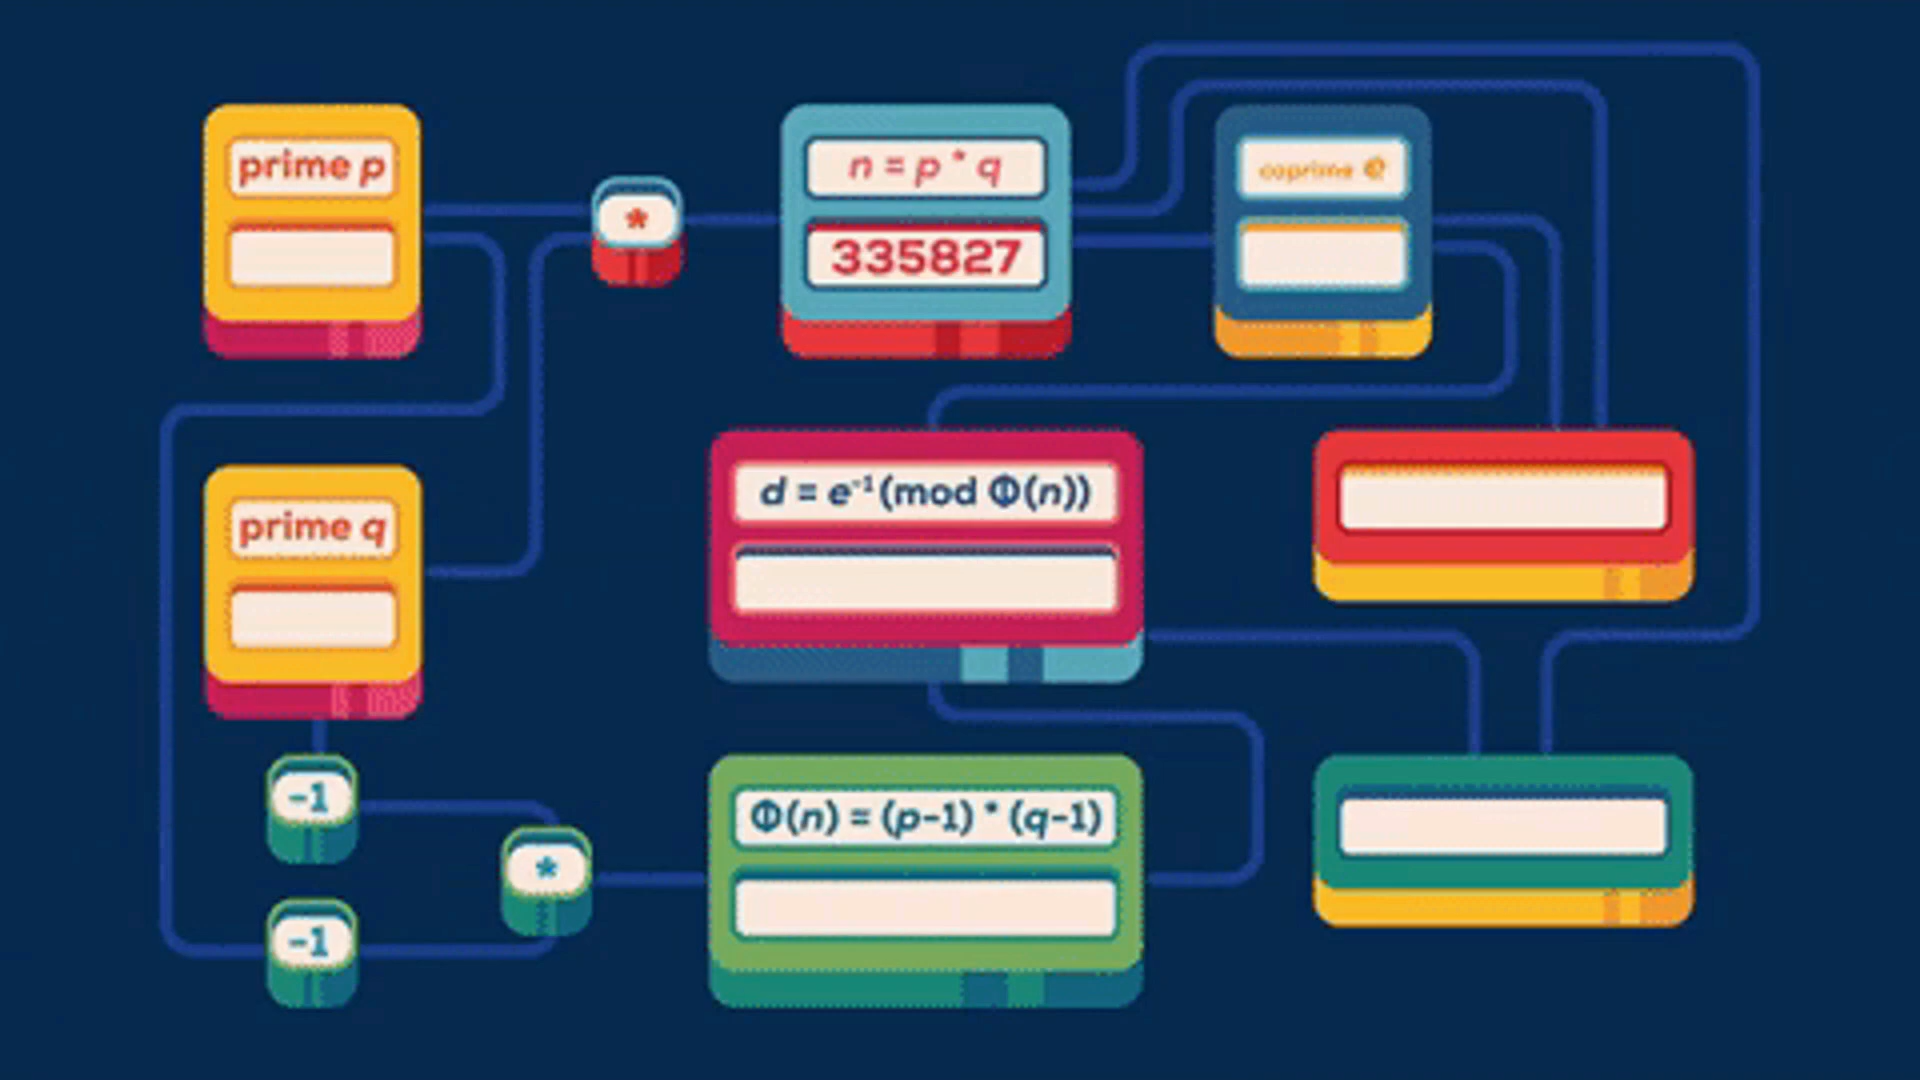 prime p
n = p * q
335827
coprime e
*
prime q
d = e⁻¹(mod Φ(n))
-1
Φ(n) = (p-1) * (q-1)
*
-1